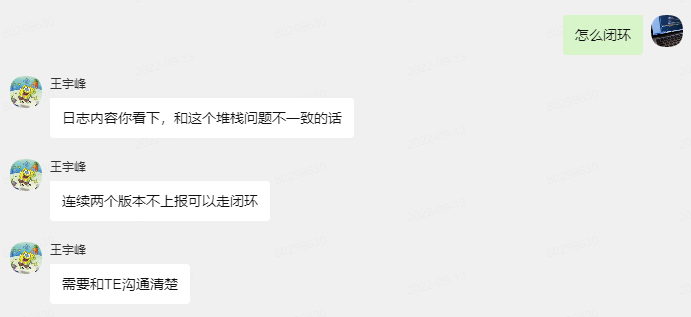 怎么闭环
王宇峰
日志内容你看下，和这个堆栈问题不一致的话
王宇峰
连续两个版本不上报可以走闭环
王宇峰
需要和TE沟通清楚